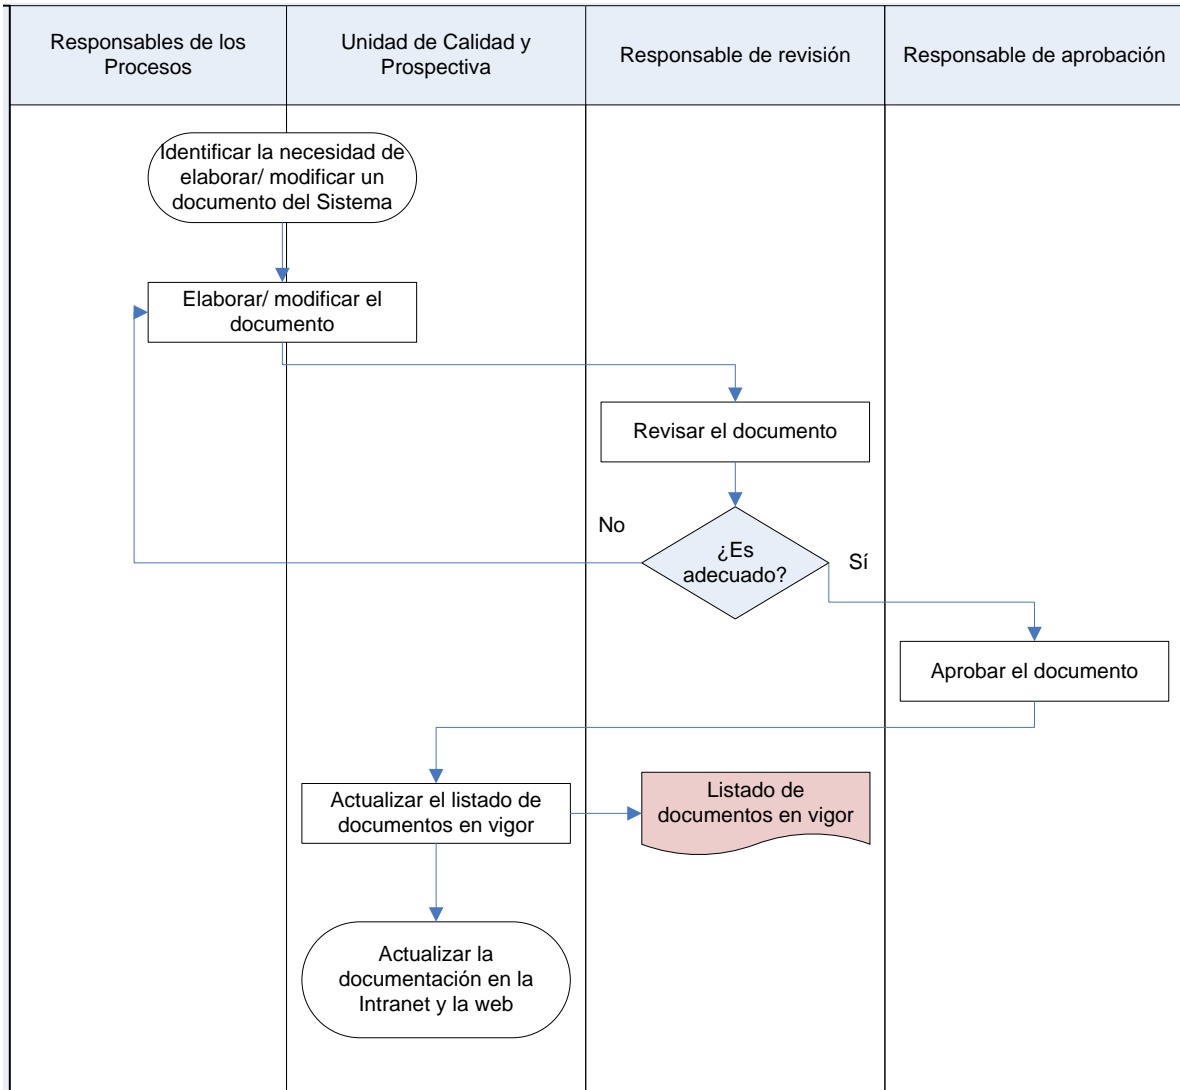 Responsables de los
Procesos
Unidad de Calidad y
Prospectiva
Responsable de revisión
Responsable de aprobación
Identificar la necesidad de
elaborar/ modificar un
documento del Sistema
Elaborar/ modificar el
documento
Revisar el documento
No
¿Es
adecuado?
Sí
Aprobar el documento
Actualizar el listado de
documentos en vigor
Listado de
documentos en vigor
Actualizar la
documentación en la
Intranet y la web